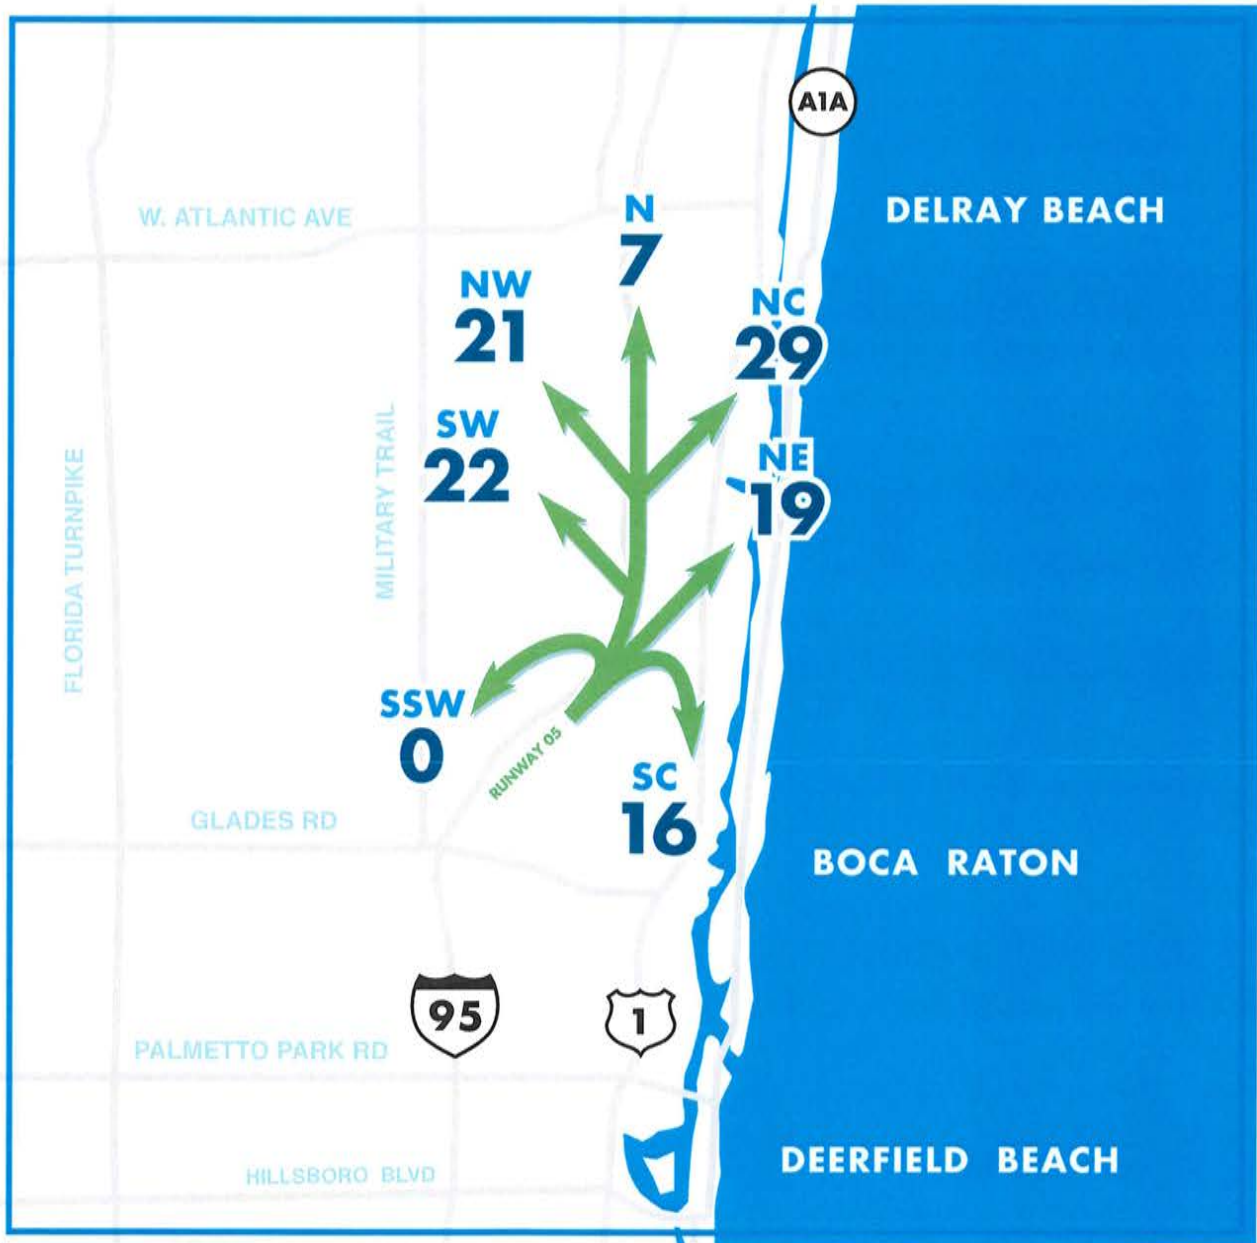 A1A
W. ATLANTIC AVE
N
7
DELRAY BEACH
NW
21
NC
29
SW
22
MILITARY TRAIL
FLORIDA TURNPIKE
NE
19
SSW
0
RUNWAY 05
SC
16
GLADES RD
BOCA RATON
95
1
PALMETTO PARK RD
HILLSBORO BLVD
DEERFIELD BEACH